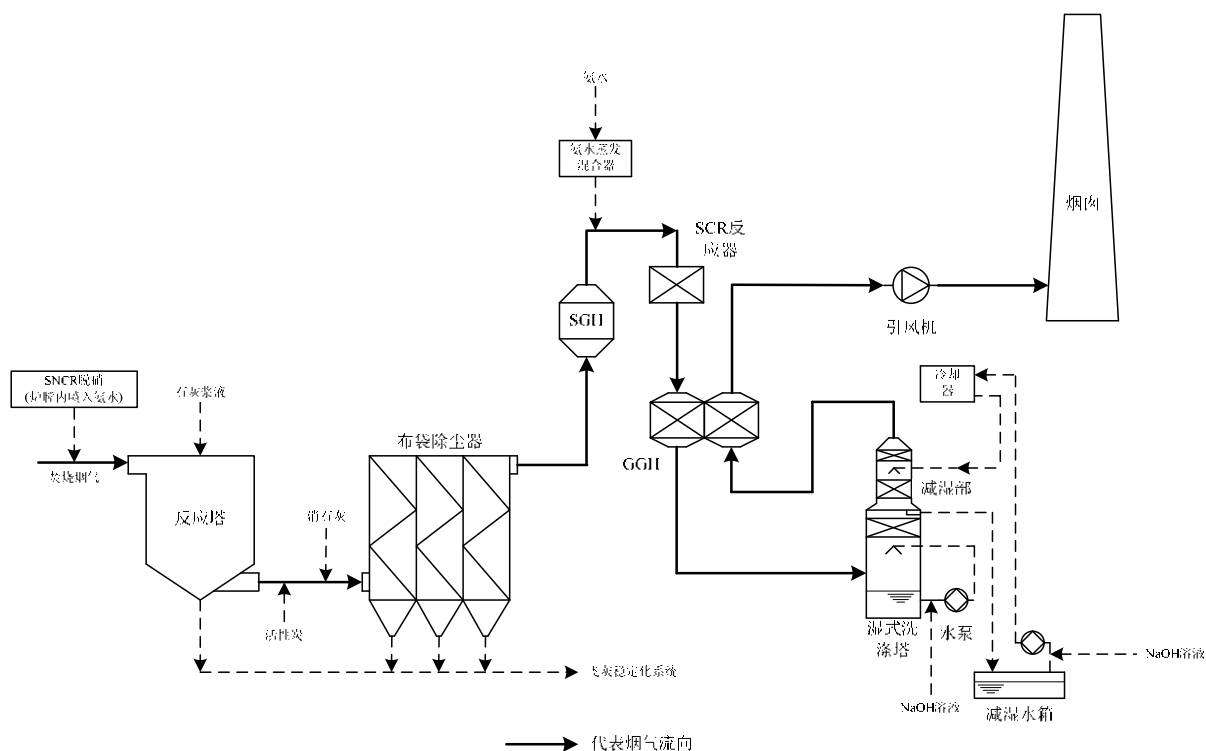 氨水
氨水蒸发
混合器
SCR反
应器
烟囱
SGH
引风机
SNCR脱硝
(炉膛内喷入氨水)
石灰浆液
冷却
器
布袋除尘器
GGH
焚烧烟气
减湿部
反应塔
消石灰
活性炭
湿式洗
涤塔
水泵
飞灰稳定化系统
NaOH溶液
NaOH溶液
减湿水箱
代表烟气流向